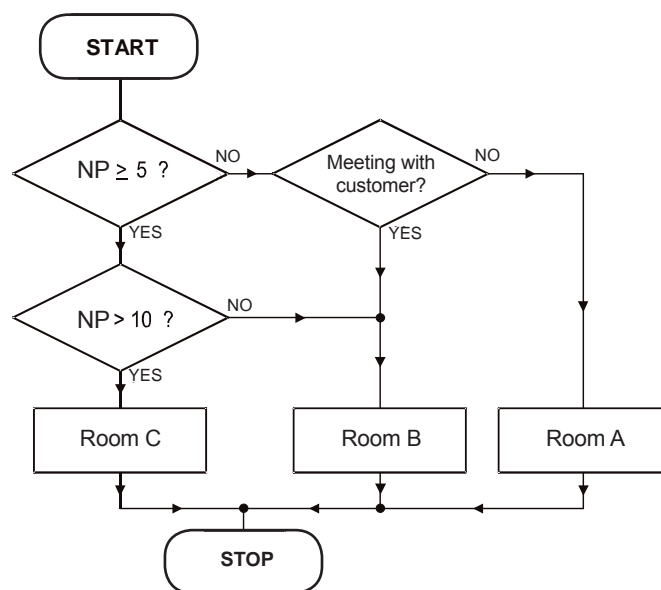 START
NP ≥ 5 ?
NO
Meeting with
customer?
NO
YES
YES
NP > 10 ?
NO
YES
Room C
Room B
Room A
STOP